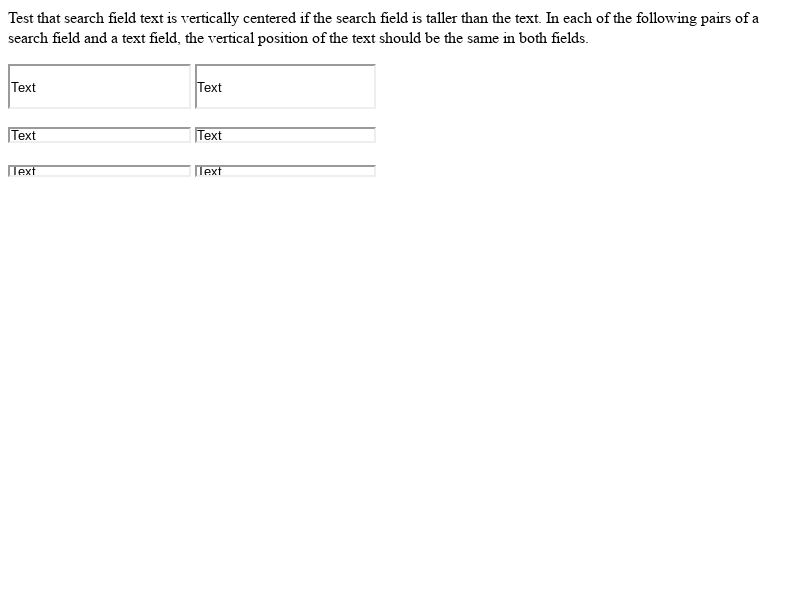 Test that search field text is vertically centered if the search field is taller than the text. In each of the following pairs of a
search field and a text field, the vertical position of the text should be the same in both fields.
Text Text
Text Text
Text Text